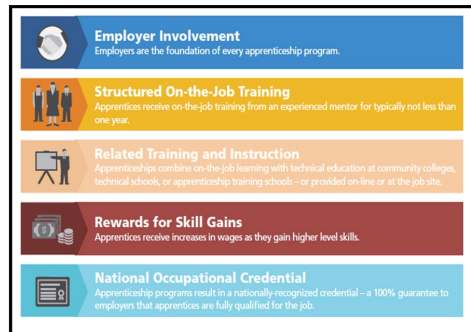 Employer Involvement
Employers are the foundation of every apprenticeship program.
Structured On-the-Job Training
Apprentices receive on-the-job training from an experienced mentor for typically not less than
one year.
Related Training and Instruction
Apprenticeships combine on-the-job learning with technical education at community colleges,
technical schools, or apprenticeship training schools – or provided on-line or at the job site.
Rewards for Skill Gains
Apprentices receive increases in wages as they gain higher level skills.
National Occupational Credential
Apprenticeship programs result in a nationally-recognized credential – a 100% guarantee to
employers that apprentices are fully qualified for the job.